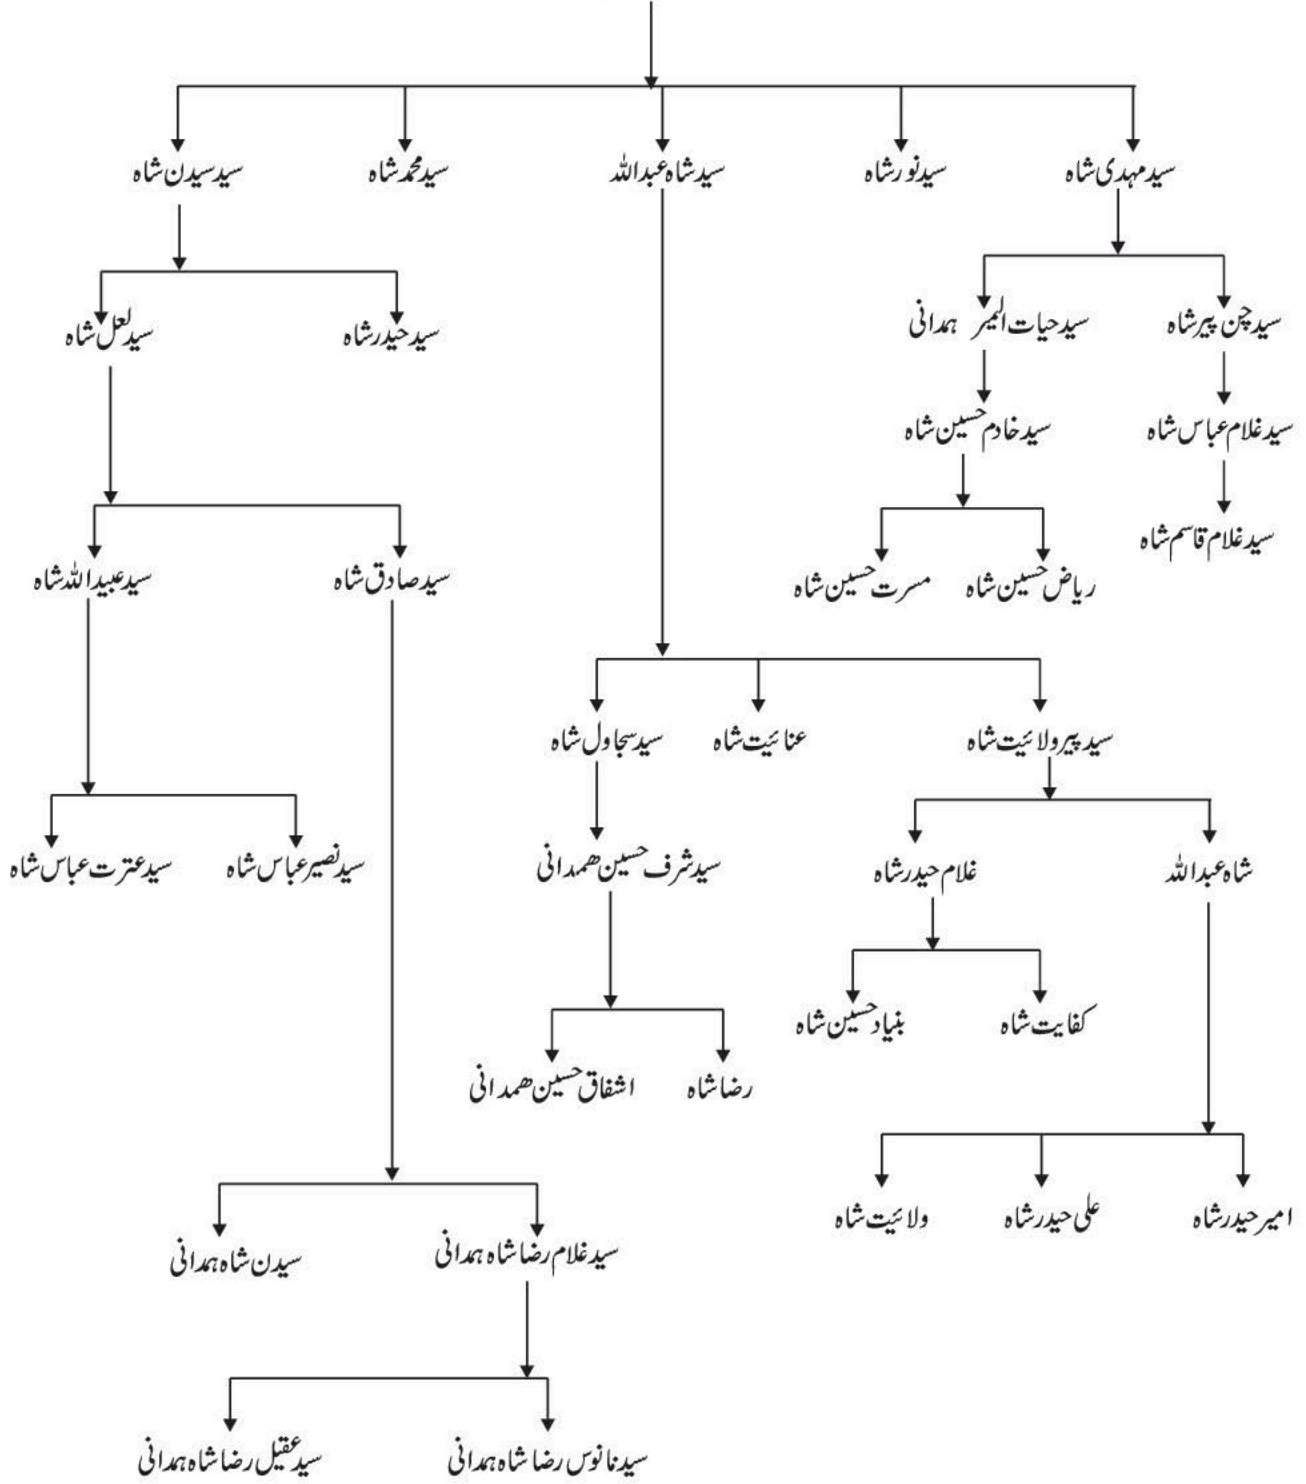 سید مہدی شاہ سید نور شاہ سید شاہ عبداللہ سید محمد شاہ سید سیدن شاہ
سید چن پیر شاہ سید حیات المیر ہمدانی سید حیدر شاہ سید لعل شاہ
سید غلام عباس شاہ سید خادم حسین شاہ
سید غلام قاسم شاہ
ریاض حسین شاہ مسرت حسین شاہ سید صادق شاہ سید عبید اللہ شاہ
سید پیر ولائیت شاہ عنائیت شاہ سید سجاول شاہ
شاہ عبداللہ غلام حیدر شاہ سید شرف حسین ھمدانی سید نصیر عباس شاہ سید عترت عباس شاہ
کفایت شاہ بنیاد حسین شاہ
رضا شاہ اشفاق حسین ھمدانی
امیر حیدر شاہ علی حیدر شاہ ولائیت شاہ
سید غلام رضا شاہ ہمدانی سیدن شاہ ہمدانی
سید مانوس رضا شاہ ہمدانی سید عقیل رضا شاہ ہمدانی